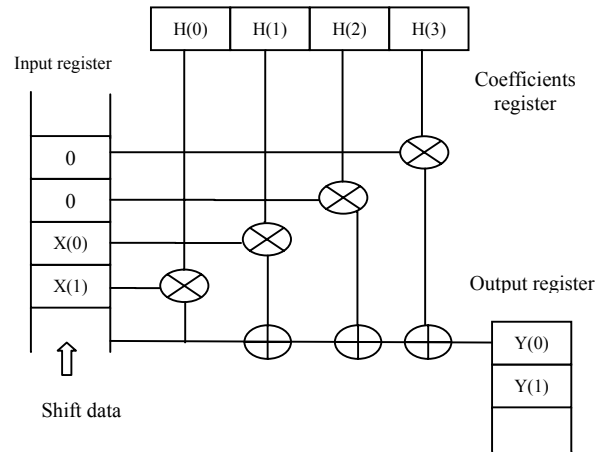 H(0) H(1) H(2) H(3)
Input register
Coefficients
register
0
0
X(0)
X(1)
Output register
Y(0)
Y(1)
Shift data